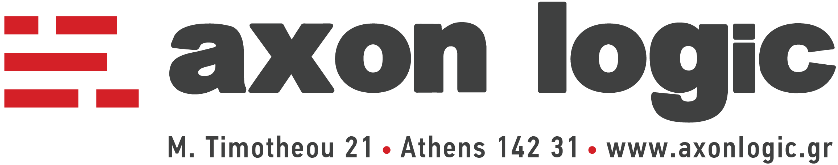 axon logic
M. Timotheou 21 • Athens 142 31 • www.axonlogic.gr